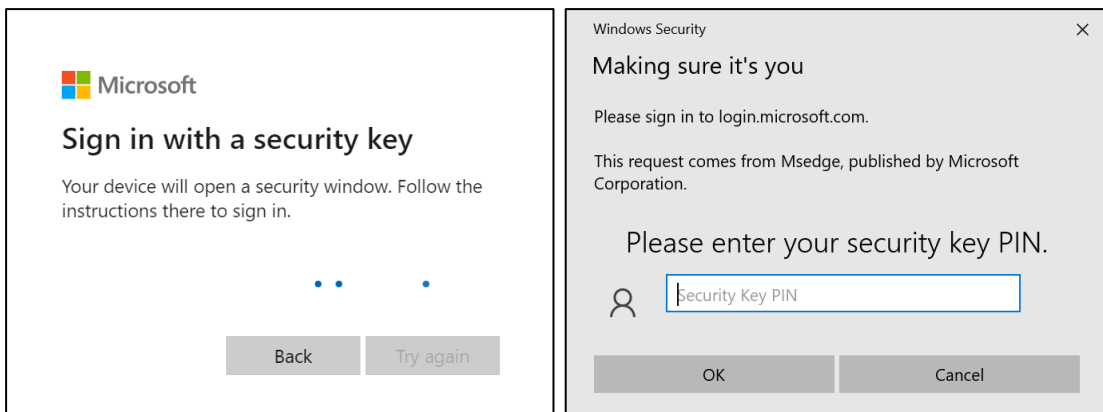 Microsoft
Sign in with a security key
Your device will open a security window. Follow the
instructions there to sign in.
Back
Try again
Windows Security
Making sure it's you
Please sign in to login.microsoft.com.
This request comes from Msedge, published by Microsoft
Corporation.
Please enter your security key PIN.
Security Key PIN
OK
Cancel